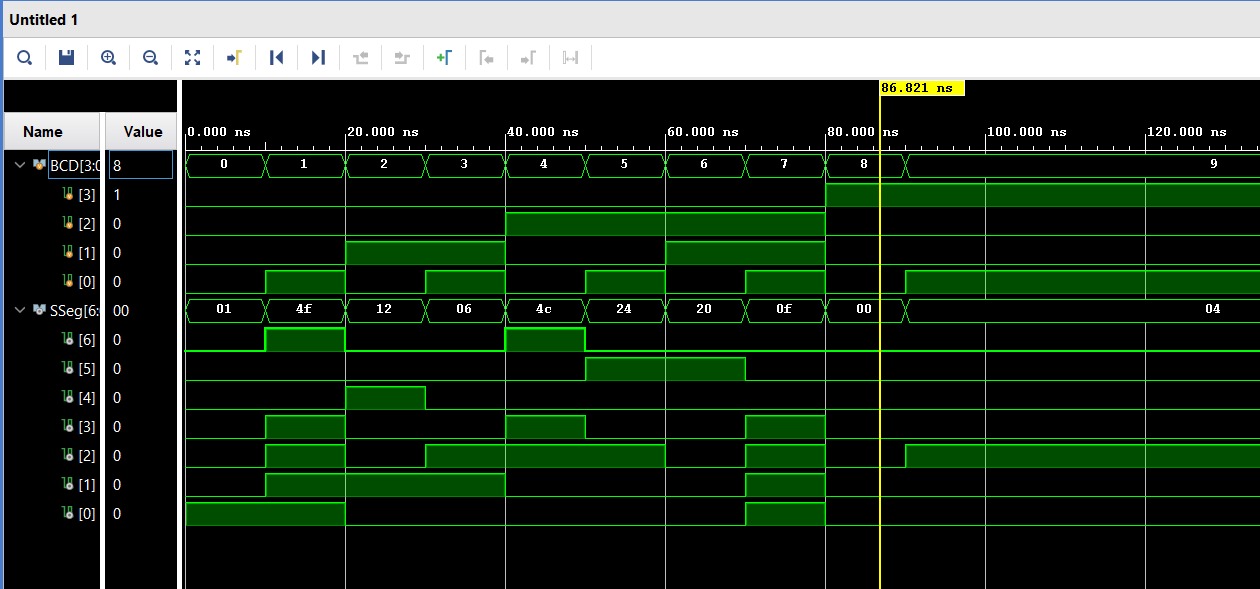 Untitled 1
86.821 ns
Name Value
0.000 ns 20.000 ns 40.000 ns 60.000 ns 80.000 ns 100.000 ns 120.000 ns
BCD[3:0 8 0 1 2 3 4 5 6 7 8 9
[3] 1
[2] 0
[1] 0
[0] 0
SSeg[6: 00 01 4f 12 06 4c 24 20 0f 00 04
[6] 0
[5] 0
[4] 0
[3] 0
[2] 0
[1] 0
[0] 0